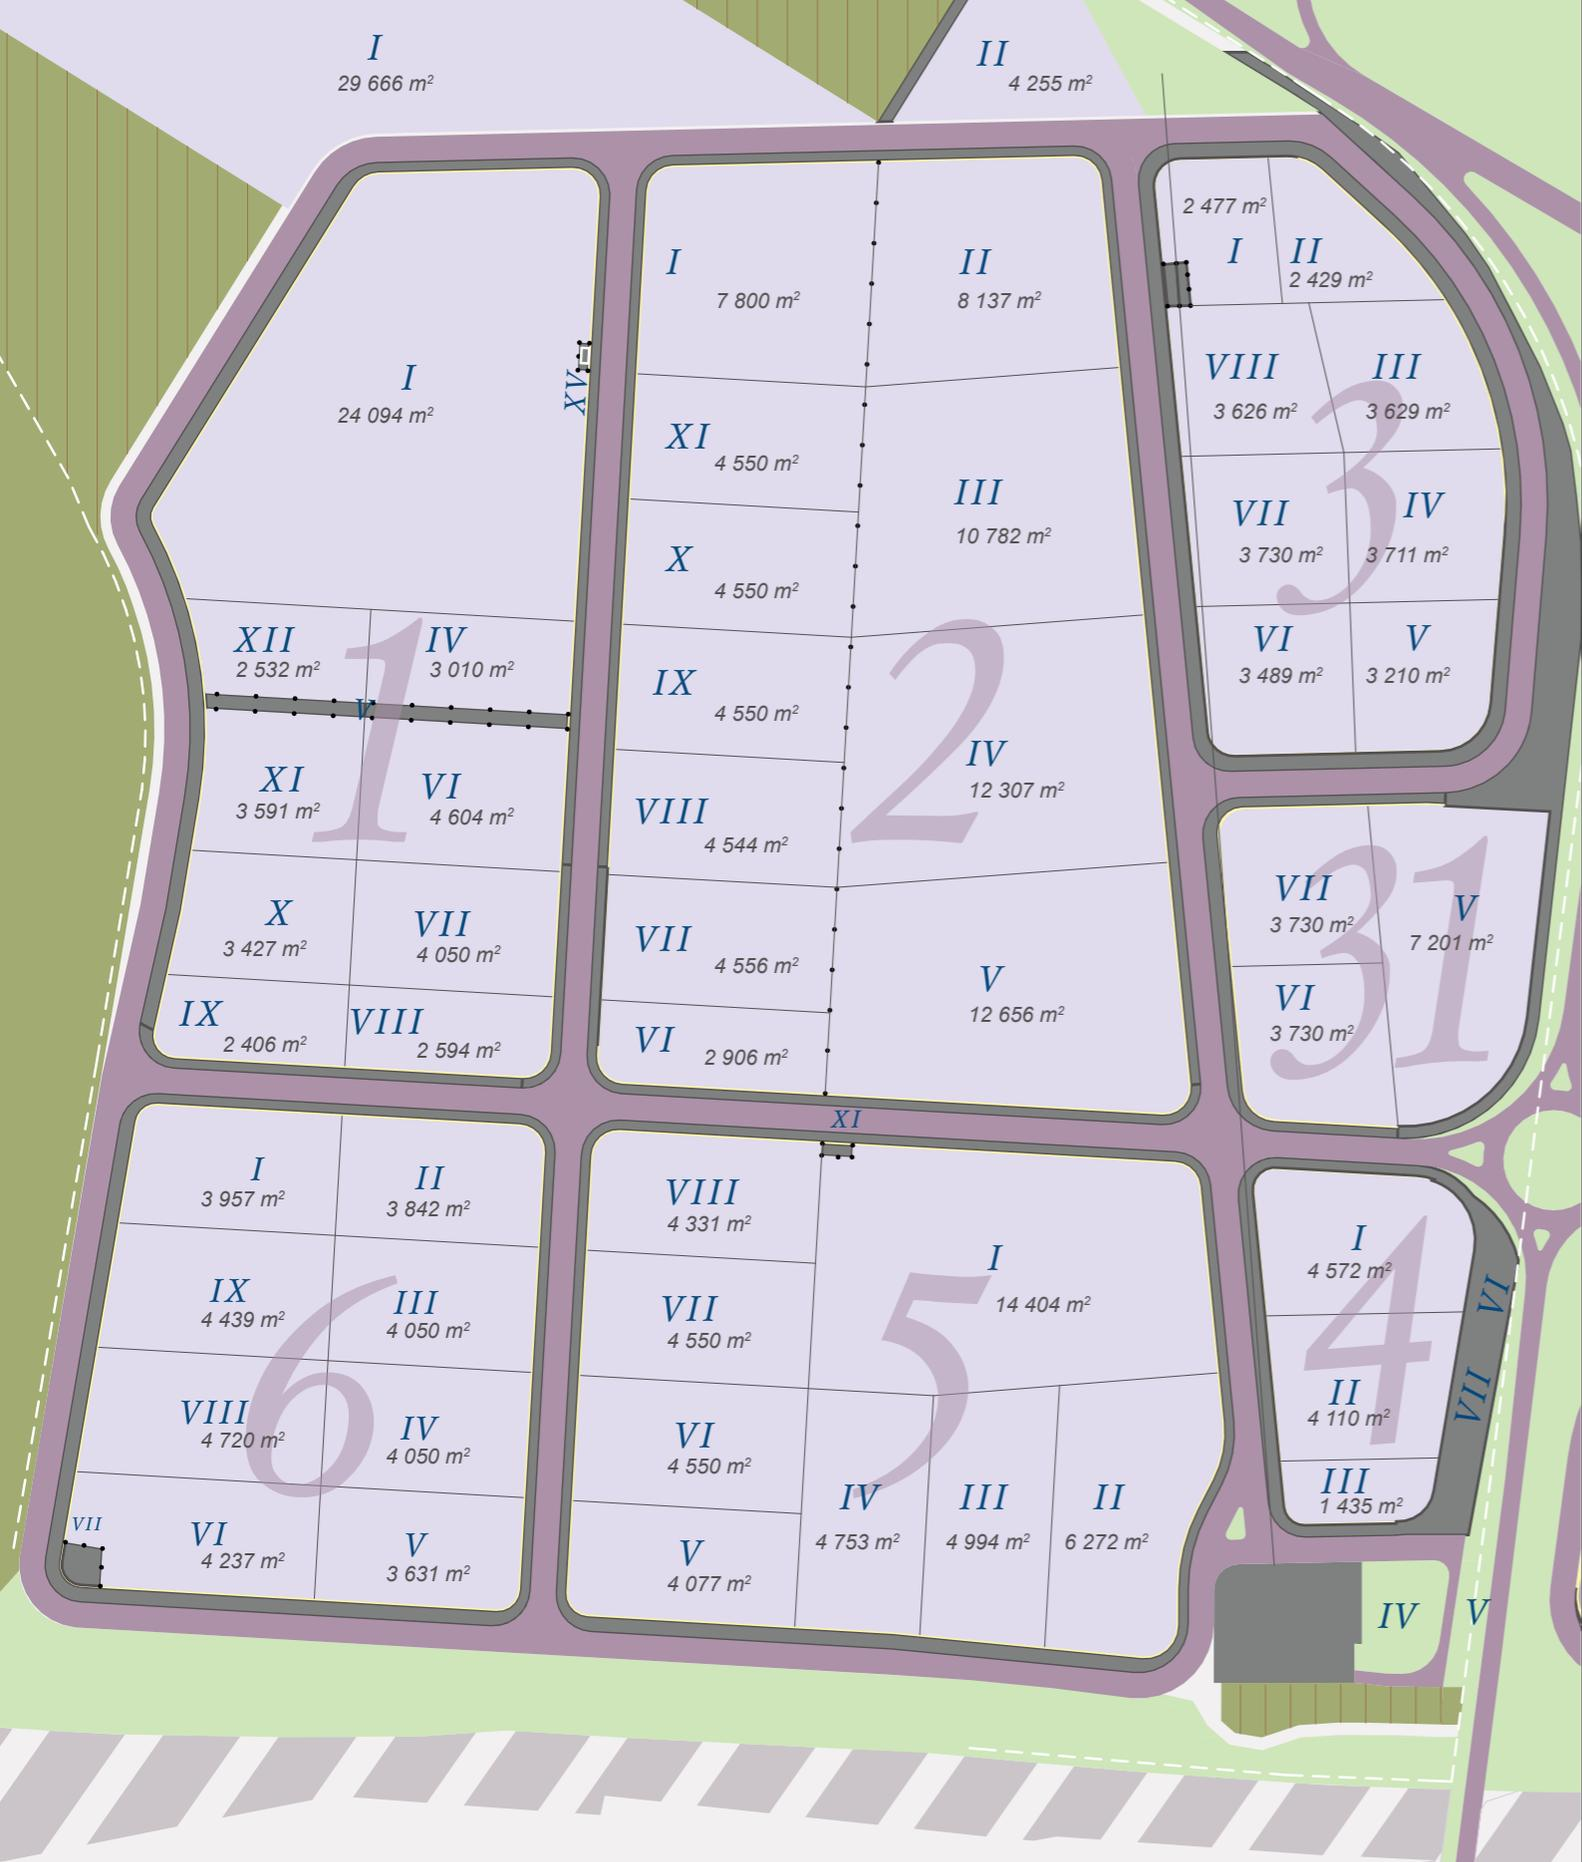 I
29 666 m²
II
4 255 m²
1
I
24 094 m²
XV
XII
2 532 m²
IV
3 010 m²
V
XI
3 591 m²
VI
4 604 m²
X
3 427 m²
VII
4 050 m²
IX
2 406 m²
VIII
2 594 m²
2
I
7 800 m²
II
8 137 m²
XI
4 550 m²
III
10 782 m²
X
4 550 m²
IX
4 550 m²
IV
12 307 m²
VIII
4 544 m²
VII
4 556 m²
V
12 656 m²
VI
2 906 m²
3
2 477 m²
I
II
2 429 m²
VIII
3 626 m²
III
3 629 m²
VII
3 730 m²
IV
3 711 m²
VI
3 489 m²
V
3 210 m²
31
VII
3 730 m²
V
7 201 m²
VI
3 730 m²
6
I
3 957 m²
II
3 842 m²
IX
4 439 m²
III
4 050 m²
VIII
4 720 m²
IV
4 050 m²
VII
VI
4 237 m²
V
3 631 m²
5
XI
VIII
4 331 m²
I
14 404 m²
VII
4 550 m²
VI
4 550 m²
IV
4 753 m²
III
4 994 m²
II
6 272 m²
V
4 077 m²
4
I
4 572 m²
VI
II
4 110 m²
VII
III
1 435 m²
IV
V